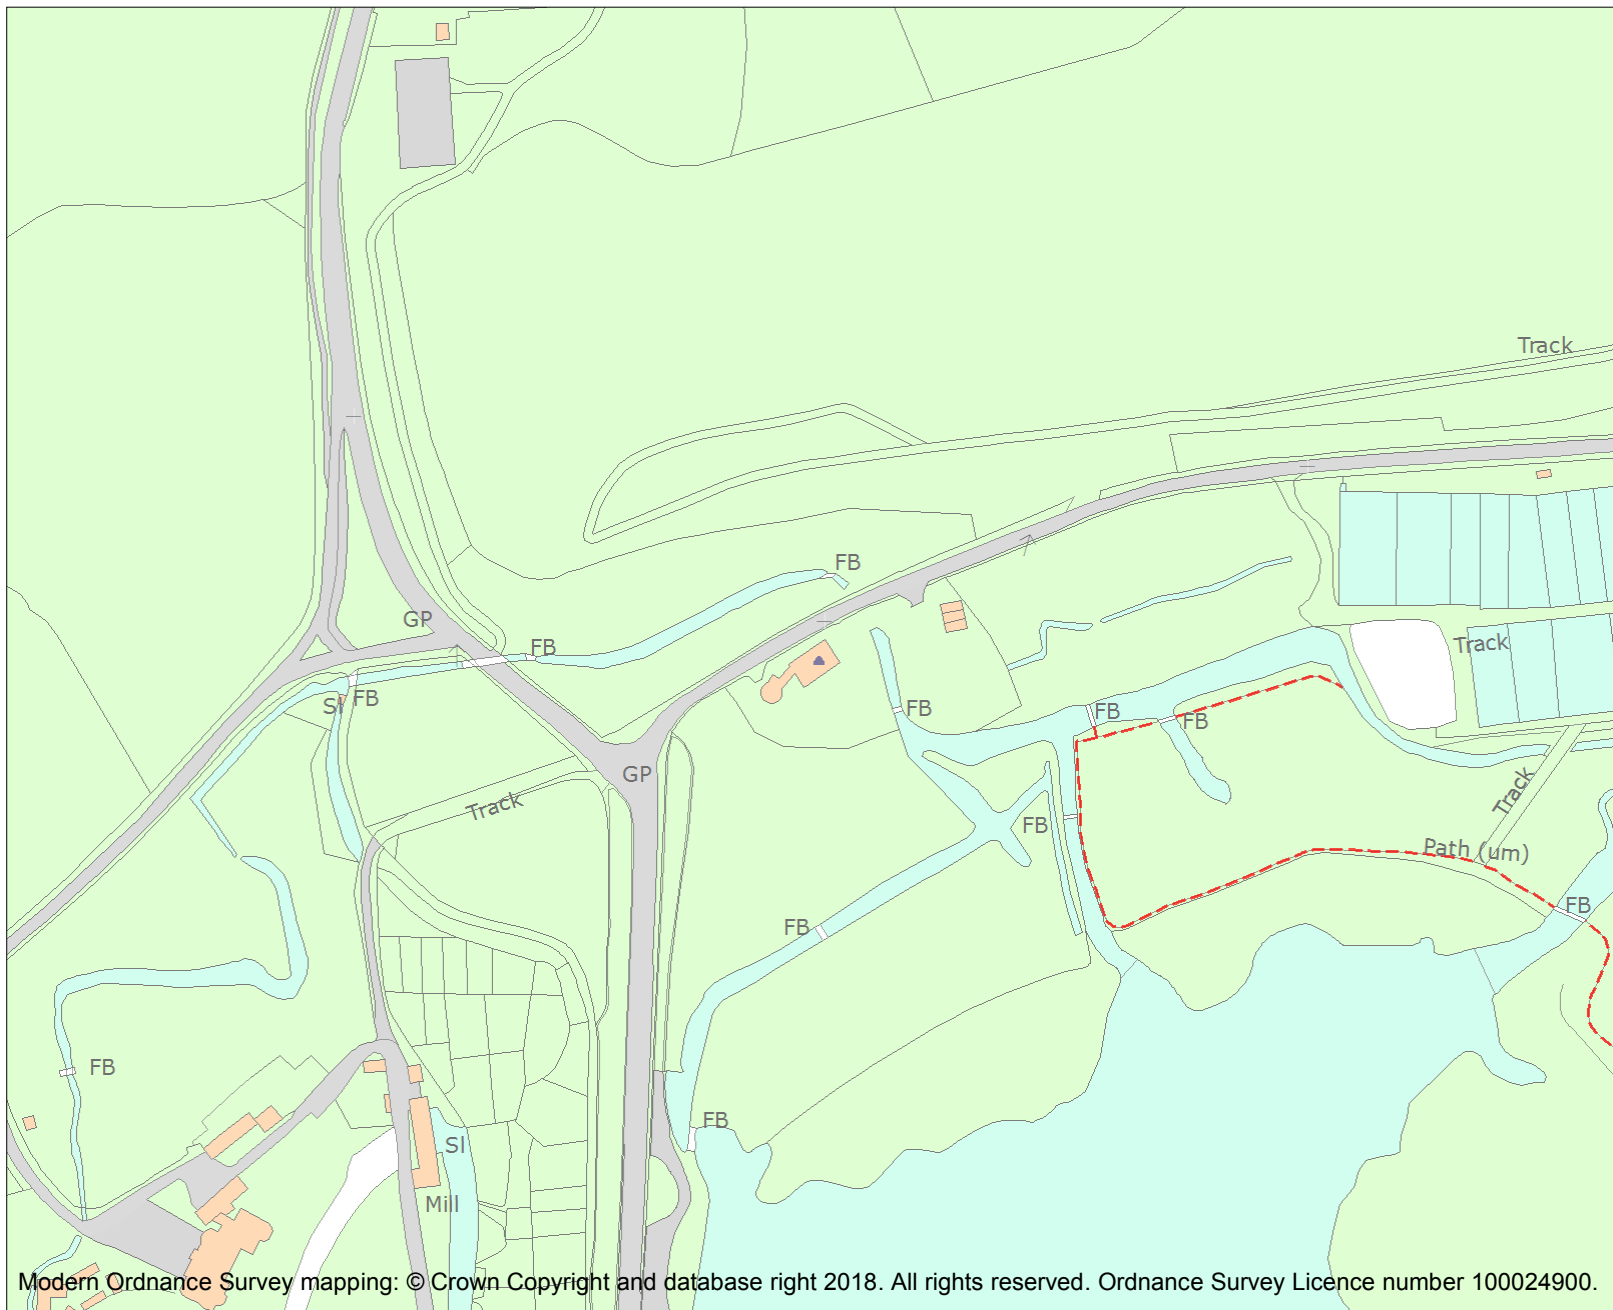 Track
FB
GP
FB
Track
Sl
FB
FB
FB
FB
GP
Track
Track
FB
Path (um)
FB
FB
FB
FB
Sl
Mill
Modern Ordnance Survey mapping: © Crown Copyright and database right 2018. All rights reserved. Ordnance Survey Licence number 100024900.